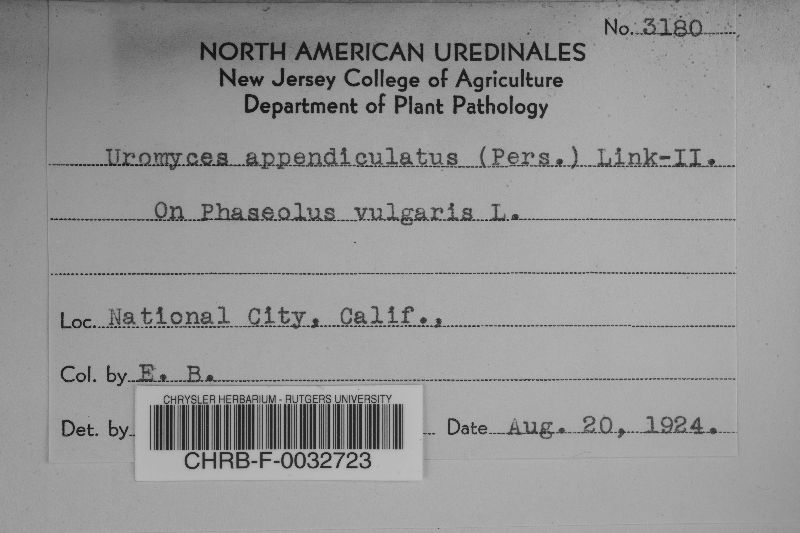 No. 3180
NORTH AMERICAN UREDINALES
New Jersey College of Agriculture
Department of Plant Pathology
Uromyces appendiculatus (Pers.) Link-II.
On Phaseolus vulgaris L.
Loc. National City, Calif.,
Col. by E. B.
Det. by
Date Aug. 20, 1924.
CHRYSLER HERBARIUM - RUTGERS UNIVERSITY
CHRB-F-0032723